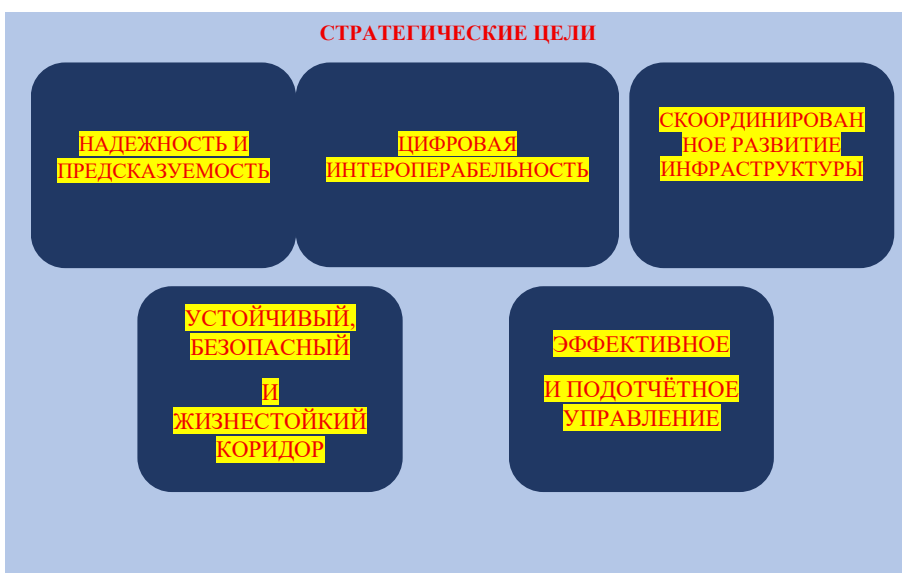 СТРАТЕГИЧЕСКИЕ ЦЕЛИ
НАДЕЖНОСТЬ И
ПРЕДСКАЗУЕМОСТЬ
ЦИФРОВАЯ
ИНТЕРОПЕРАБЕЛЬНОСТЬ
СКООРДИНИРОВАН
НОЕ РАЗВИТИЕ
ИНФРАСТРУКТУРЫ
УСТОЙЧИВЫЙ,
БЕЗОПАСНЫЙ
И
ЖИЗНЕСТОЙКИЙ
КОРИДОР
ЭФФЕКТИВНОЕ
И ПОДОТЧЁТНОЕ
УПРАВЛЕНИЕ